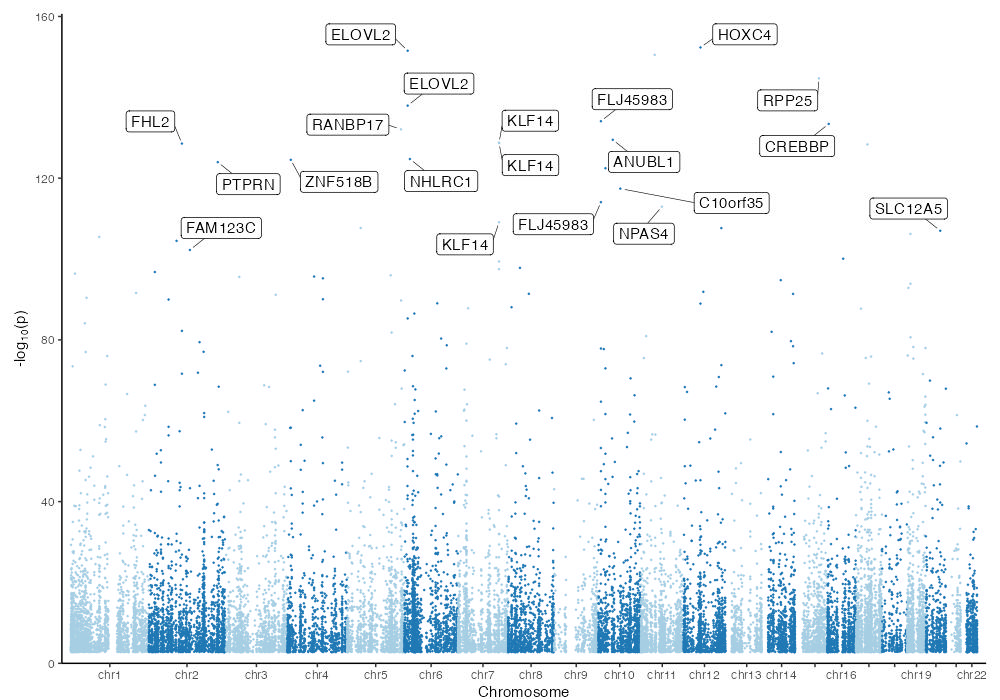 160
ELOVL2
HOXC4
ELOVL2
FLJ45983
RPP25
FHL2
RANBP17
KLF14
CREBBP
KLF14
ANUBL1
120
PTPRN
ZNF518B
NHLRC1
C10orf35
SLC12A5
FAM123C
FLJ45983
NPAS4
KLF14
80
-log10(p)
40
0
chr1 chr2 chr3 chr4 chr5 chr6 chr7 chr8 chr9 chr10 chr11 chr12 chr13 chr14 chr16 chr19 chr22
Chromosome